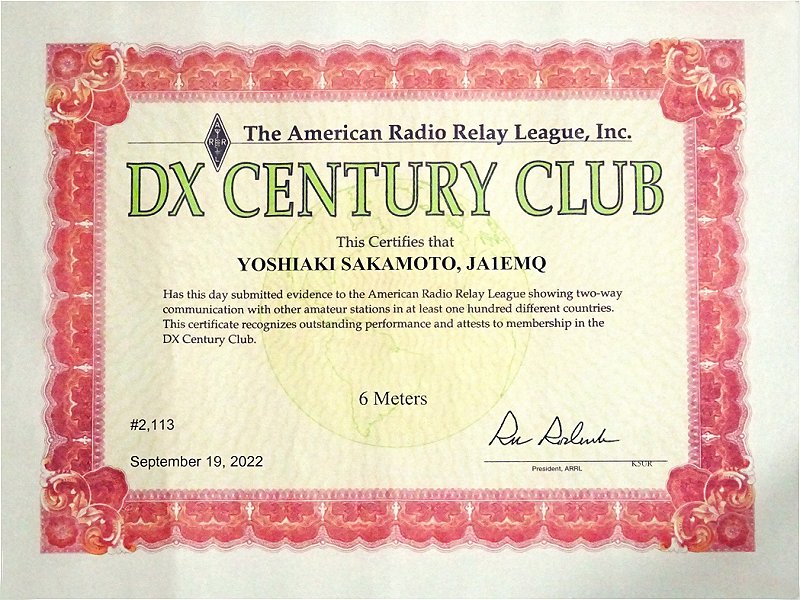 The American Radio Relay League, Inc.
DX CENTURY CLUB
This Certifies that
YOSHIAKI SAKAMOTO, JA1EMQ
Has this day submitted evidence to the American Radio Relay League showing two-way
communication with other amateur stations in at least one hundred different countries.
This certificate recognizes outstanding performance and attests to membership in the
DX Century Club.
6 Meters
#2,113
September 19, 2022
President, ARRL
K5UR